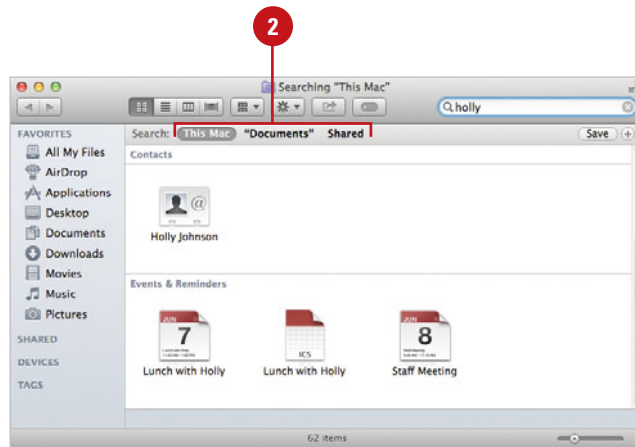 2
Searching "This Mac"
holly
FAVORITES
All My Files
AirDrop
Applications
Desktop
Documents
Downloads
Movies
Music
Pictures
SHARED
DEVICES
TAGS
Search: This Mac "Documents" Shared Save +
Contacts
@
Holly Johnson
Events & Reminders
JUN
7
Lunch with Holly
ICS
Lunch with Holly
JUN
8
Staff Meeting
62 items